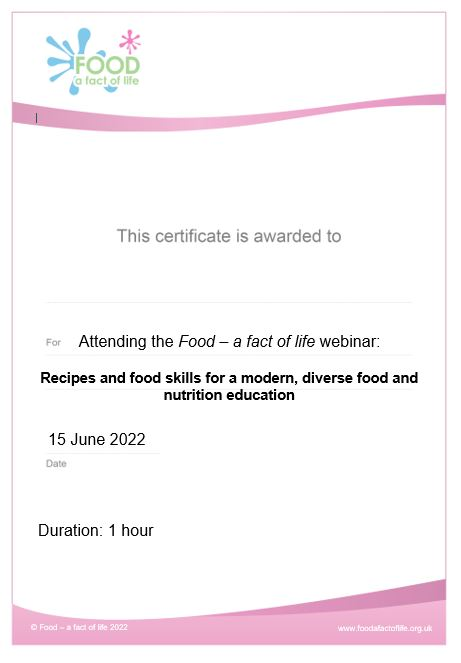 FOOD
a fact of life
This certificate is awarded to
For Attending the Food – a fact of life webinar:
Recipes and food skills for a modern, diverse food and
nutrition education
15 June 2022
Date
Duration: 1 hour
© Food – a fact of life 2022 www.foodafactoflife.org.uk